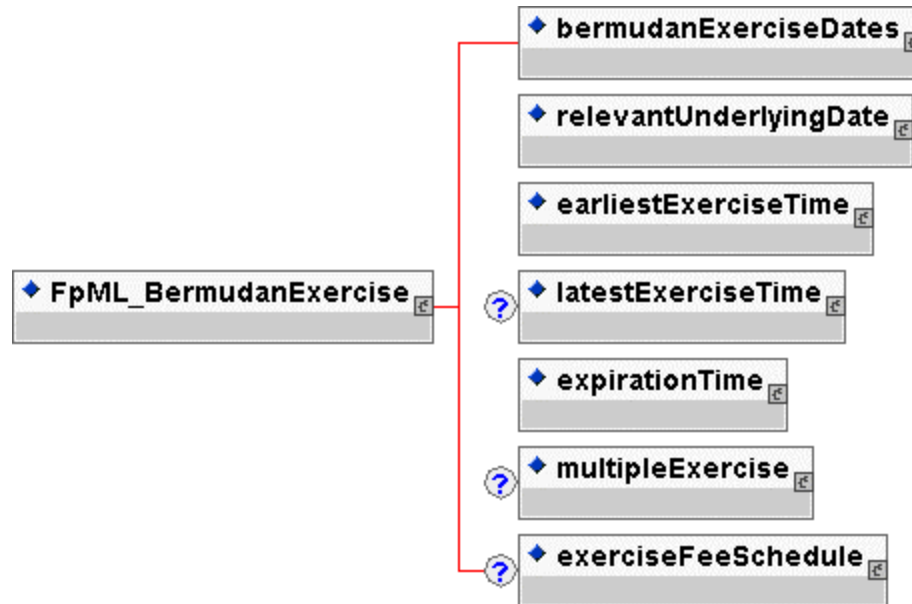 bermudanExerciseDates
relevantUnderlyingDate
earliestExerciseTime
FpML_BermudanExercise
? latestExerciseTime
expirationTime
? multipleExercise
? exerciseFeeSchedule